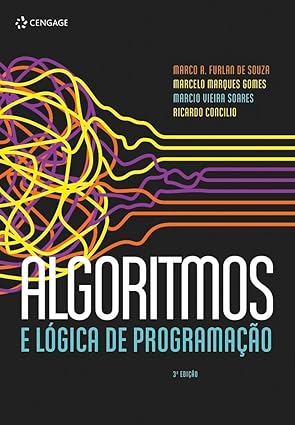 CENGAGE
MARCO A. FURLAN DE SOUZA
MARCELO MARQUES GOMES
MARCIO VIEIRA SOARES
RICARDO CONCILIO
ALGORITMOS
E LÓGICA DE PROGRAMAÇÃO
3ª EDIÇÃO